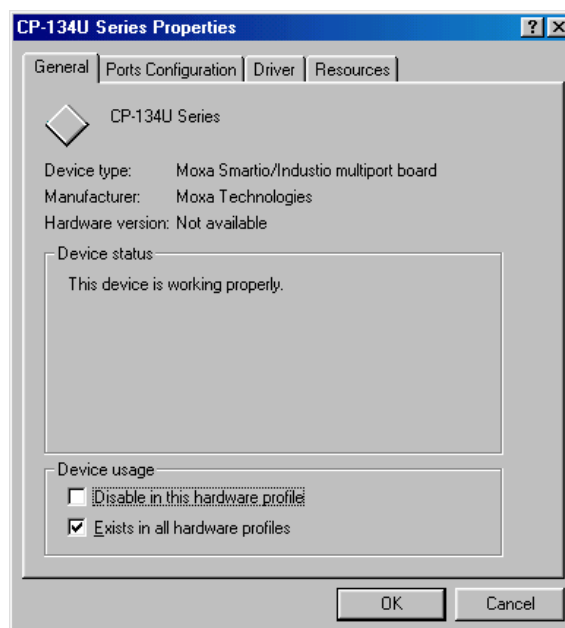 CP-134U Series Properties
General Ports Configuration Driver Resources
CP-134U Series
Device type: Moxa Smartio/Industio multiport board
Manufacturer: Moxa Technologies
Hardware version: Not available
Device status
This device is working properly.
Device usage
Disable in this hardware profile
Exists in all hardware profiles
OK Cancel